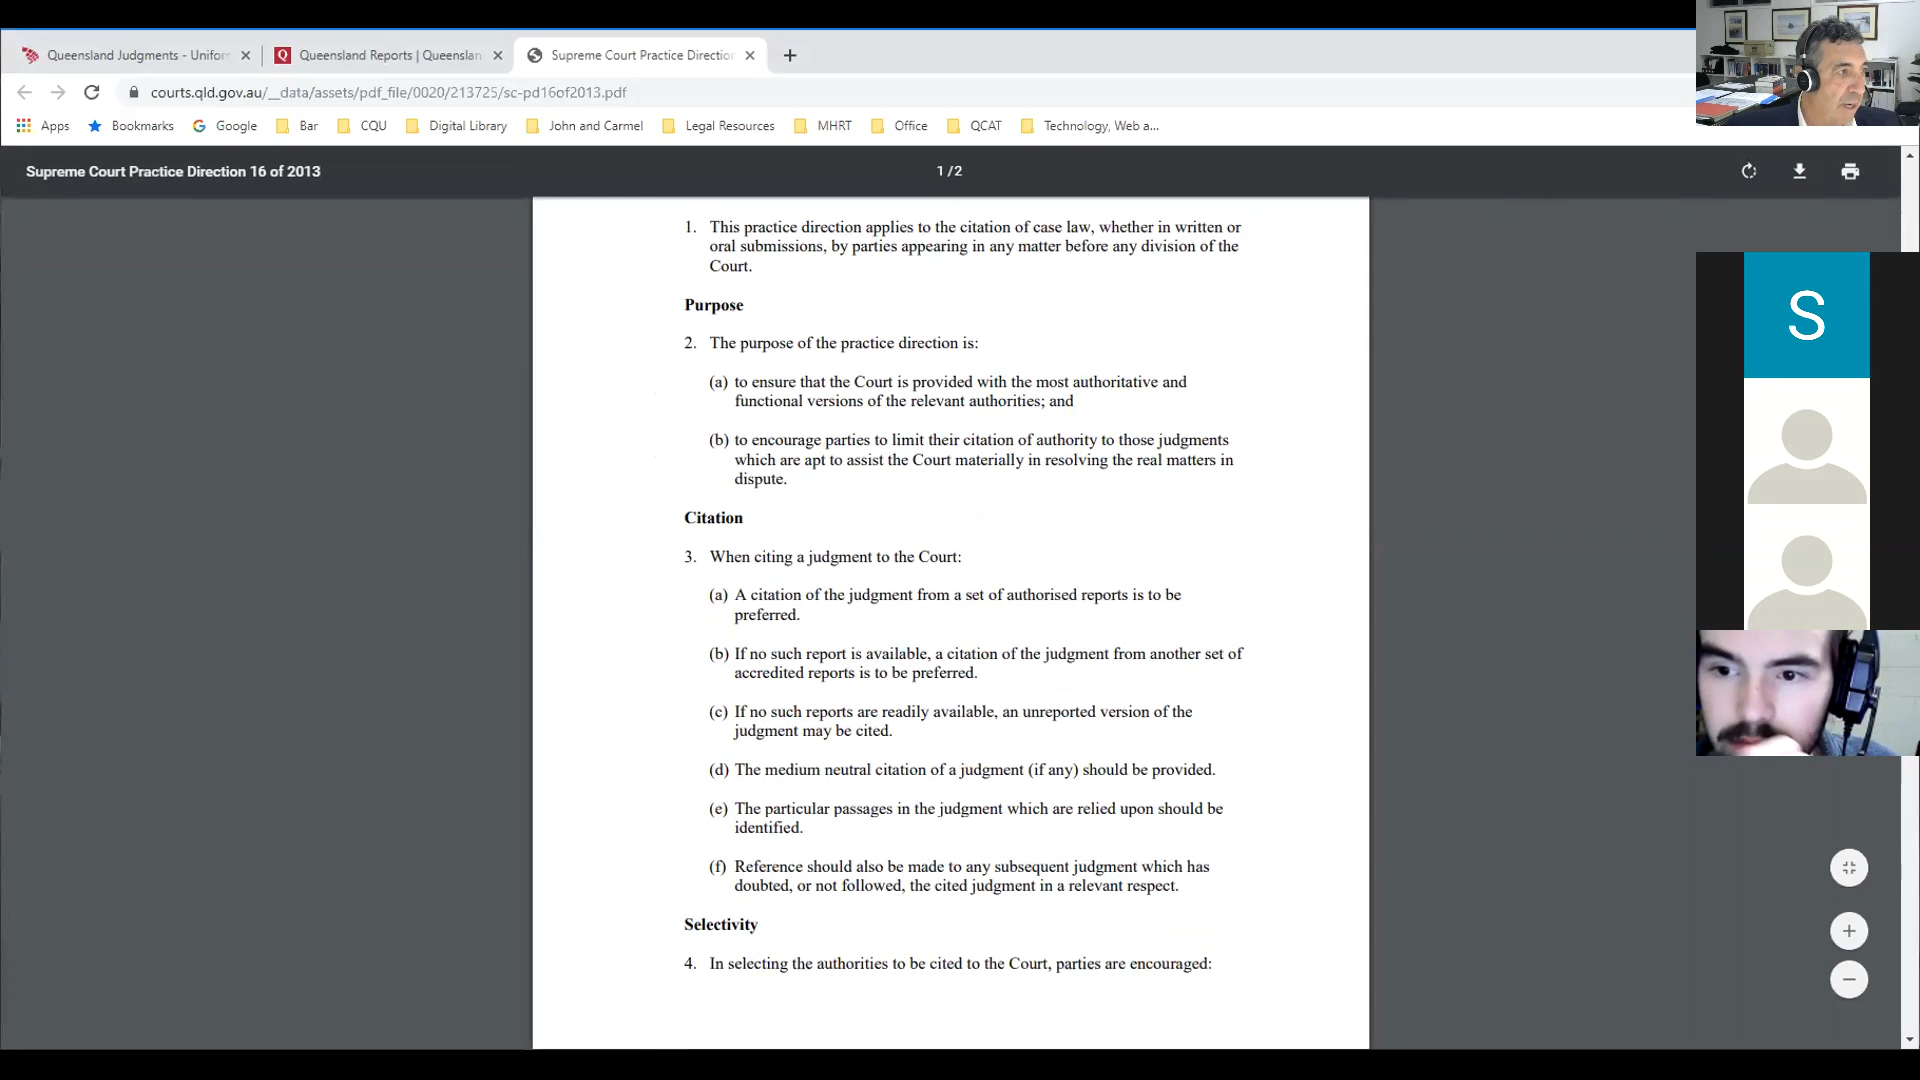 Queensland Judgments - Unifor
Queensland Reports | Queenslan
Supreme Court Practice Direction
courts.qld.gov.au/__data/assets/pdf_file/0020/213725/sc-pd16of2013.pdf
Apps Bookmarks Google Bar CQU Digital Library John and Carmel Legal Resources MHRT Office QCAT Technology, Web a...
Supreme Court Practice Direction 16 of 2013
1 / 2
1. This practice direction applies to the citation of case law, whether in written or
oral submissions, by parties appearing in any matter before any division of the
Court.
Purpose
2. The purpose of the practice direction is:
(a) to ensure that the Court is provided with the most authoritative and
functional versions of the relevant authorities; and
(b) to encourage parties to limit their citation of authority to those judgments
which are apt to assist the Court materially in resolving the real matters in
dispute.
Citation
3. When citing a judgment to the Court:
(a) A citation of the judgment from a set of authorised reports is to be
preferred.
(b) If no such report is available, a citation of the judgment from another set of
accredited reports is to be preferred.
(c) If no such reports are readily available, an unreported version of the
judgment may be cited.
(d) The medium neutral citation of a judgment (if any) should be provided.
(e) The particular passages in the judgment which are relied upon should be
identified.
(f) Reference should also be made to any subsequent judgment which has
doubted, or not followed, the cited judgment in a relevant respect.
Selectivity
4. In selecting the authorities to be cited to the Court, parties are encouraged:
S